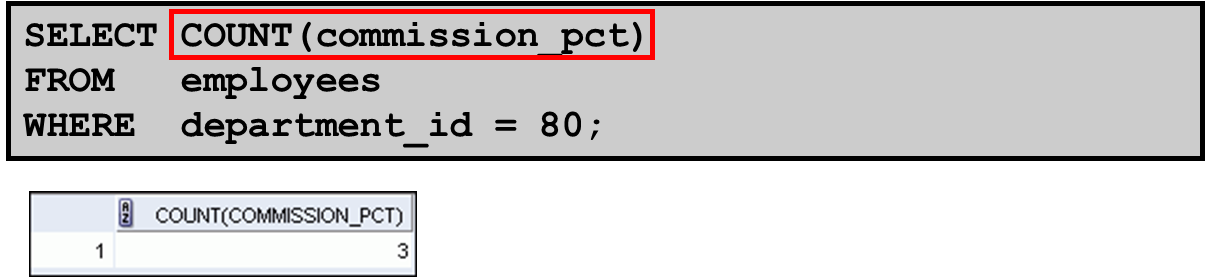 SELECT COUNT(commission_pct)
FROM employees
WHERE department_id = 80;
COUNT(COMMISSION_PCT)
1 3